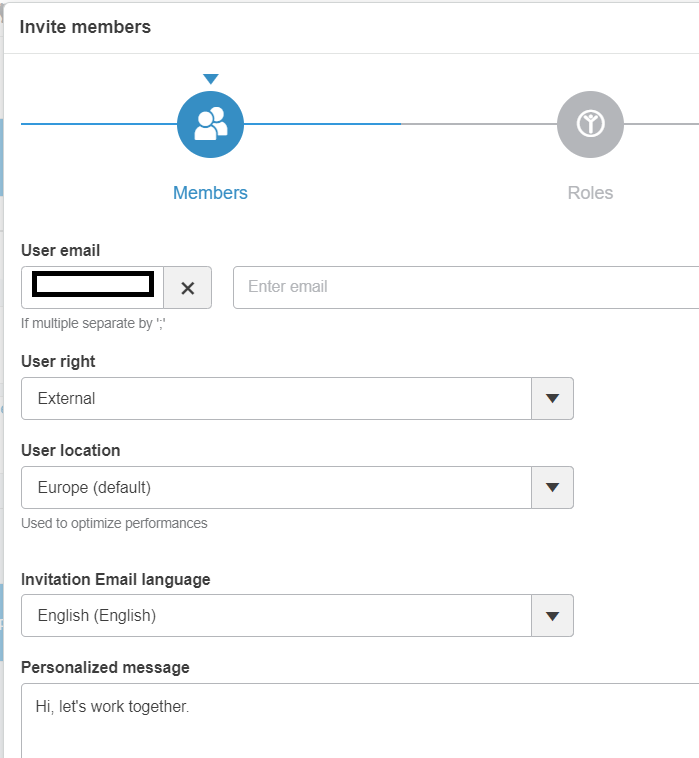 Invite members
Members
Roles
User email
Enter email
If multiple separate by ';'
User right
External
User location
Europe (default)
Used to optimize performances
Invitation Email language
English (English)
Personalized message
Hi, let's work together.